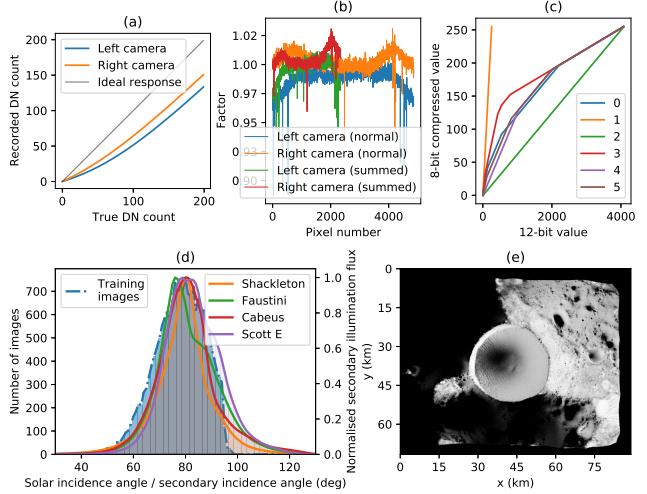 (a)
Recorded DN count
200
150
100
50
0
Left camera
Right camera
Ideal response
0
200
True DN count
(b)
Factor
1.02
1.00
0.97
0.95
0.93
0.90
Left camera (normal)
Right camera (normal)
Left camera (summed)
Right camera (summed)
0
2000
4000
Pixel number
(c)
8-bit compressed value
250
200
150
100
50
0
0
1
2
3
4
5
0
2000
4000
12-bit value
(d)
Number of images
700
600
500
400
300
200
100
0
Training
images
Shackleton
Faustini
Cabeus
Scott E
1.0
0.8
0.6
0.4
0.2
0.0
Normalised secondary illumination flux
40
60
80
100
120
Solar incidence angle / secondary incidence angle (deg)
(e)
y (km)
0
15
30
45
60
0
15
30
45
60
75
x (km)